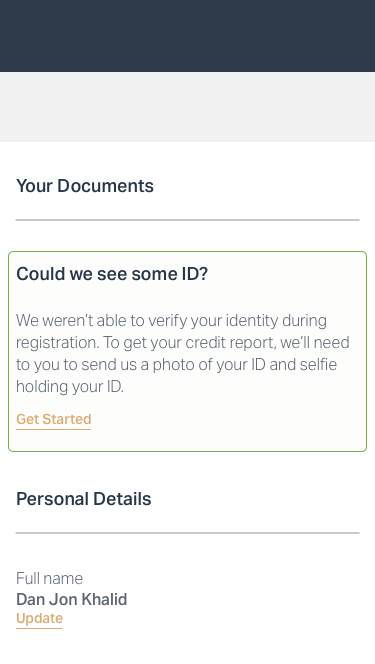 Your Documents
Could we see some ID?
We weren't able to verify your identity during
registration. To get your credit report, we'll need
to you to send us a photo of your ID and selfie
holding your ID.
Get Started
Personal Details
Full name
Dan Jon Khalid
Update